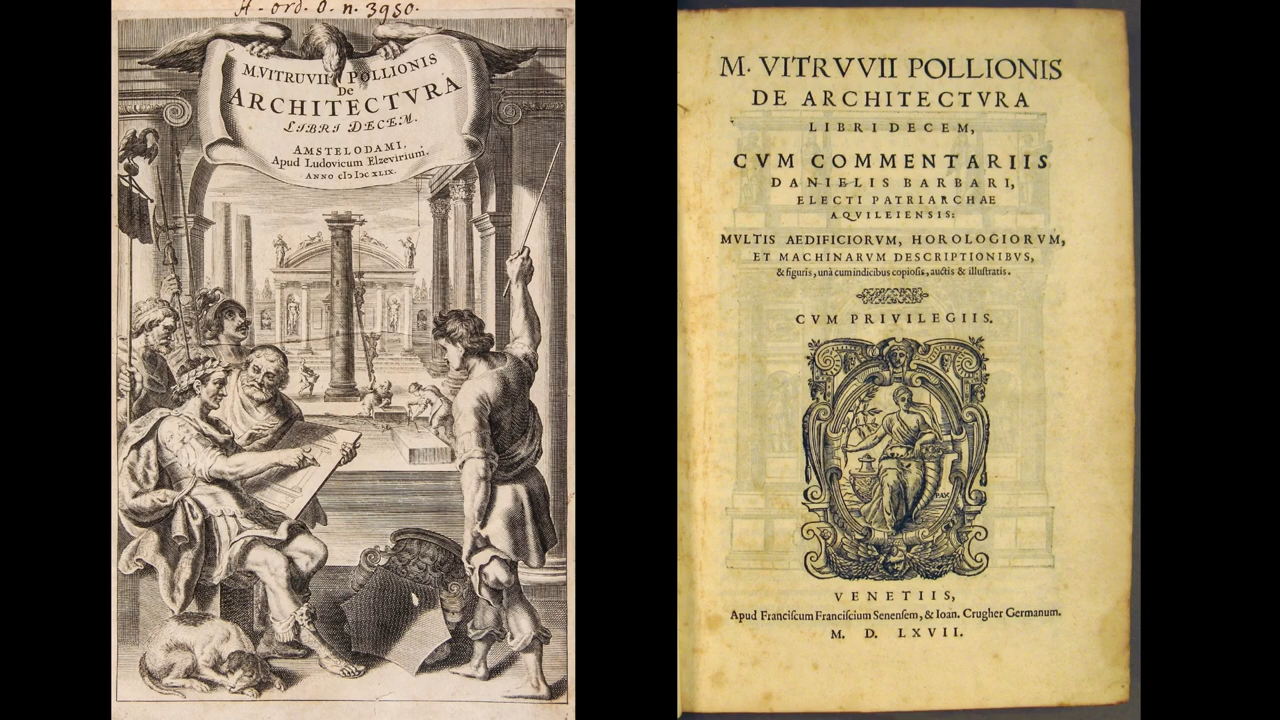 A - ord. O. n. 3950.
M.VITRUVII POLLIONIS
De
ARCHITECTVRA
LIBRI DECEM.
AMSTELODAMI,
Apud Ludovicum Elzevirium.
ANNO cIɔ Iɔc XLIX.
M. VITRVVII POLLIONIS
DE ARCHITECTVRA
LIBRI DECEM,
CVM COMMENTARIIS
DANIELIS BARBARI,
ELECTI PATRIARCHAE
AQVILEIENSIS:
MVLTIS AEDIFICIORVM, HOROLOGIORVM,
ET MACHINARVM DESCRIPTIONIBVS,
& figuris, unà cum indicibus copiosis, auctis & illustratis.
CVM PRIVILEGIIS.
PAX
VENETIIS,
Apud Franciscum Franciscium Senensem, & Ioan. Crugher Germanum.
M. D. LXVII.